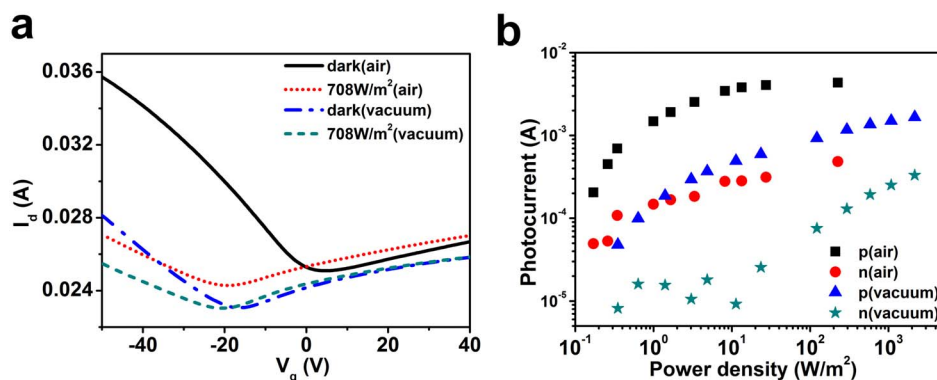 a
0.036
0.032
0.028
0.024
I_d (A)
-40
-20
0
20
40
V_g (V)
dark(air)
708W/m²(air)
dark(vacuum)
708W/m²(vacuum)
b
10⁻²
10⁻³
10⁻⁴
10⁻⁵
Photocurrent (A)
10⁻¹
10⁰
10¹
10²
10³
Power density (W/m²)
p(air)
n(air)
p(vacuum)
n(vacuum)